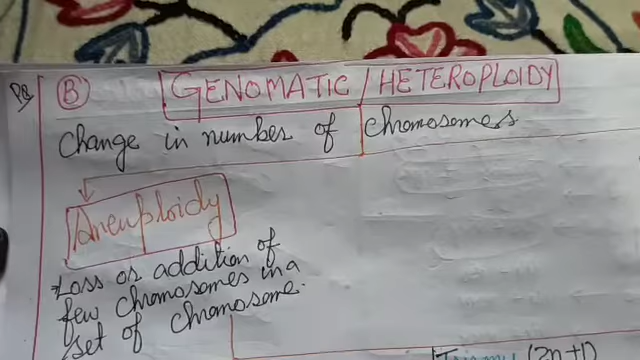 (B) GENOMATIC / HETEROPLOIDY
Change in number of chromosomes
Aneuploidy
Loss or addition of
few chromosomes in a
set of chromosome.
(2n+1)